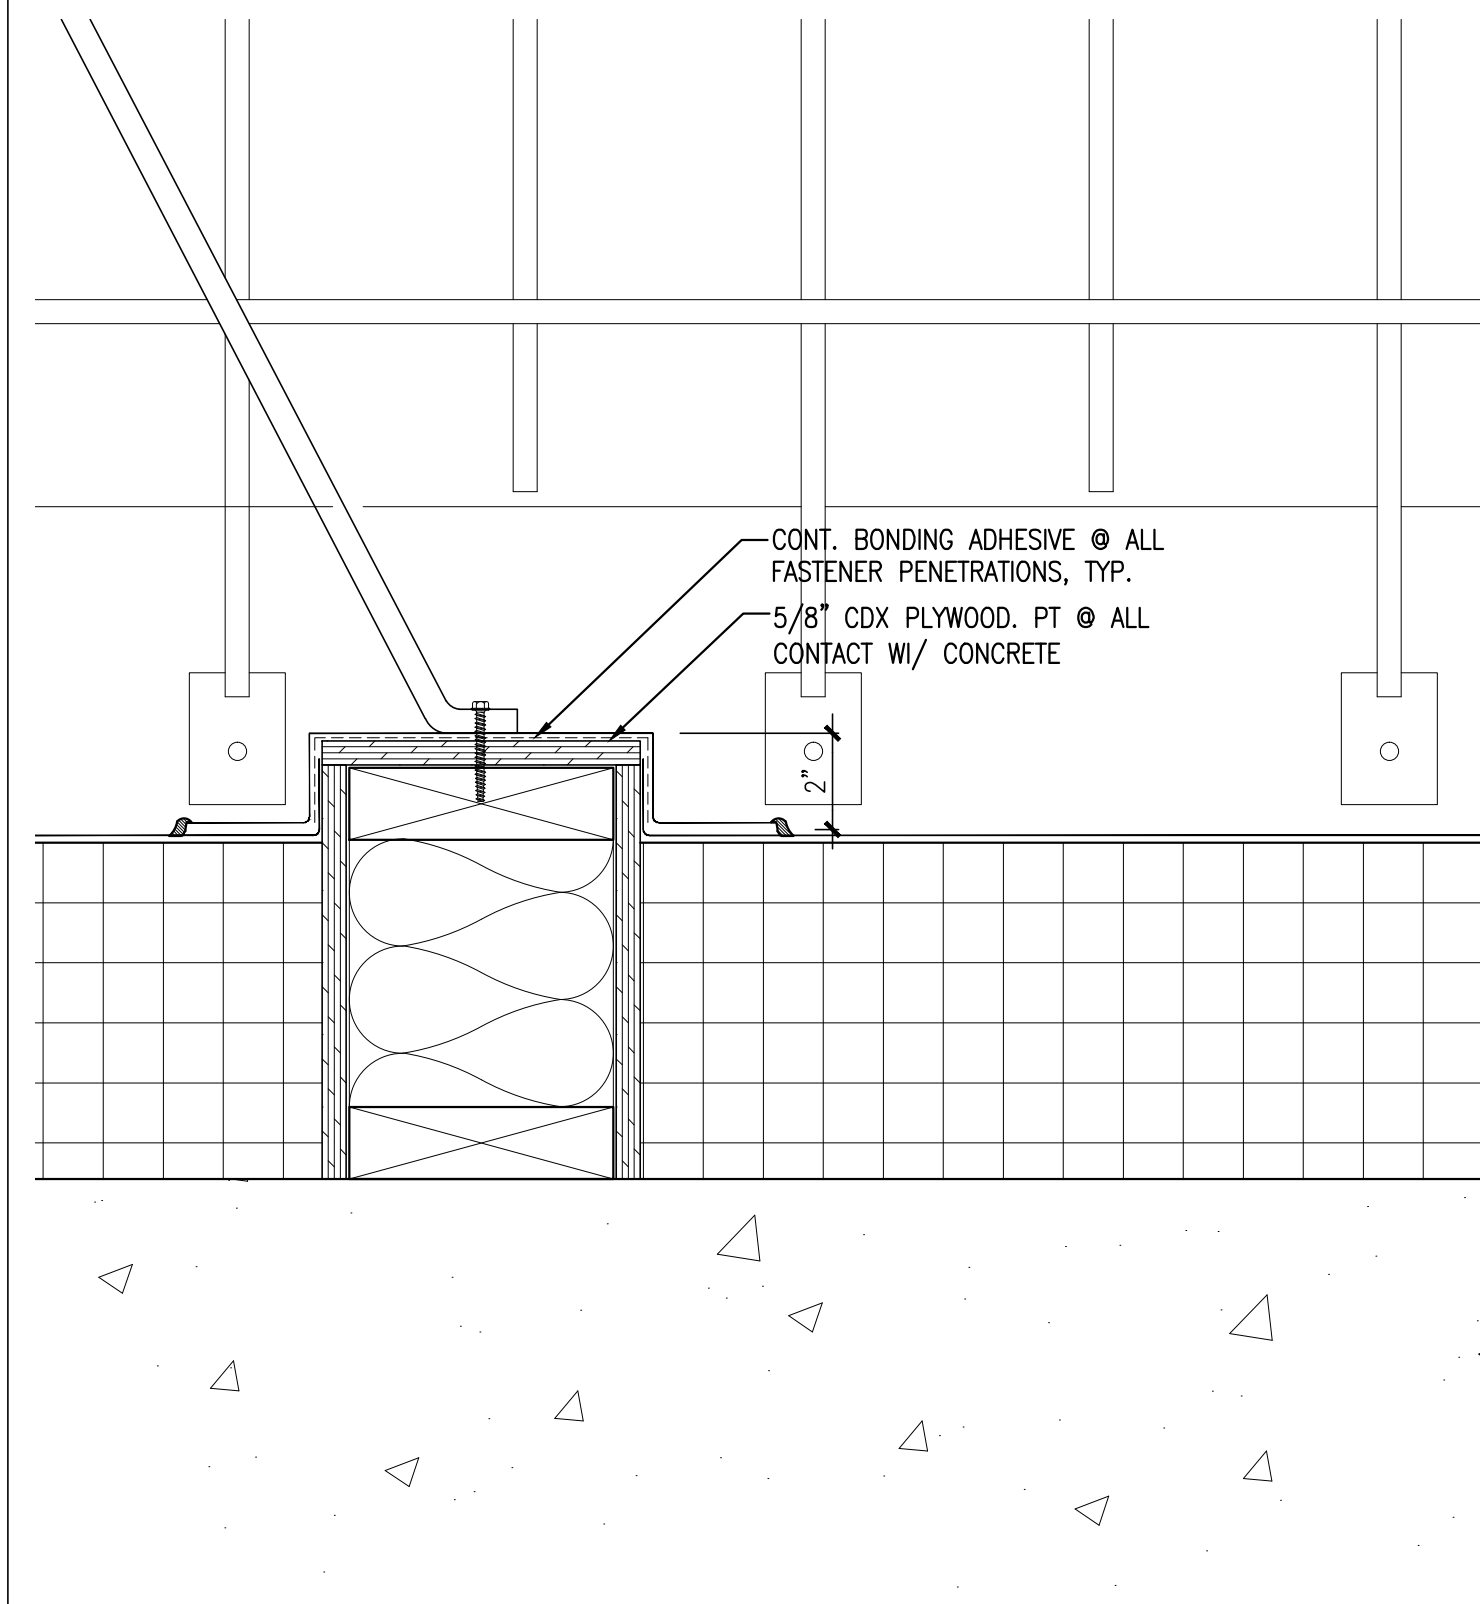 CONT. BONDING ADHESIVE @ ALL
FASTENER PENETRATIONS, TYP.
5/8" CDX PLYWOOD. PT @ ALL
CONTACT WI/ CONCRETE
2"